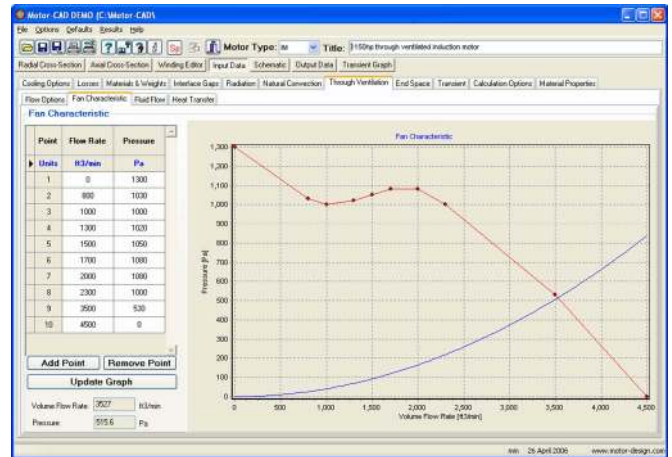 Motor-CAD DEMO (C:\Motor-CAD\
File Options Defaults Results Help
Motor Type: IM Title: 1150hp through ventilated induction motor
Radial Cross-Section Axial Cross-Section Winding Editor Input Data Schematic Output Data Transient Graph
Cooling Options Losses Materials & Weights Interface Gaps Radiation Natural Convection Through Ventilation End Space Transient Calculation Options Material Properties
Flow Options Fan Characteristic Fluid Flow Heat Transfer
Fan Characteristic
Point Flow Rate Pressure
Units ft3/min Pa
1 0 1300
2 800 1030
3 1000 1000
4 1300 1020
5 1500 1050
6 1700 1080
7 2000 1080
8 2300 1000
9 3500 530
10 4500 0
Add Point Remove Point
Update Graph
Volume Flow Rate: 3527 ft3/min
Pressure: 515.6 Pa
Fan Characteristic
Pressure [Pa]
1,300
1,200
1,100
1,000
900
800
700
600
500
400
300
200
100
0
0 500 1,000 1,500 2,000 2,500 3,000 3,500 4,000 4,500
Volume Flow Rate [ft3/min]
min 26 April 2006 www.motor-design.com